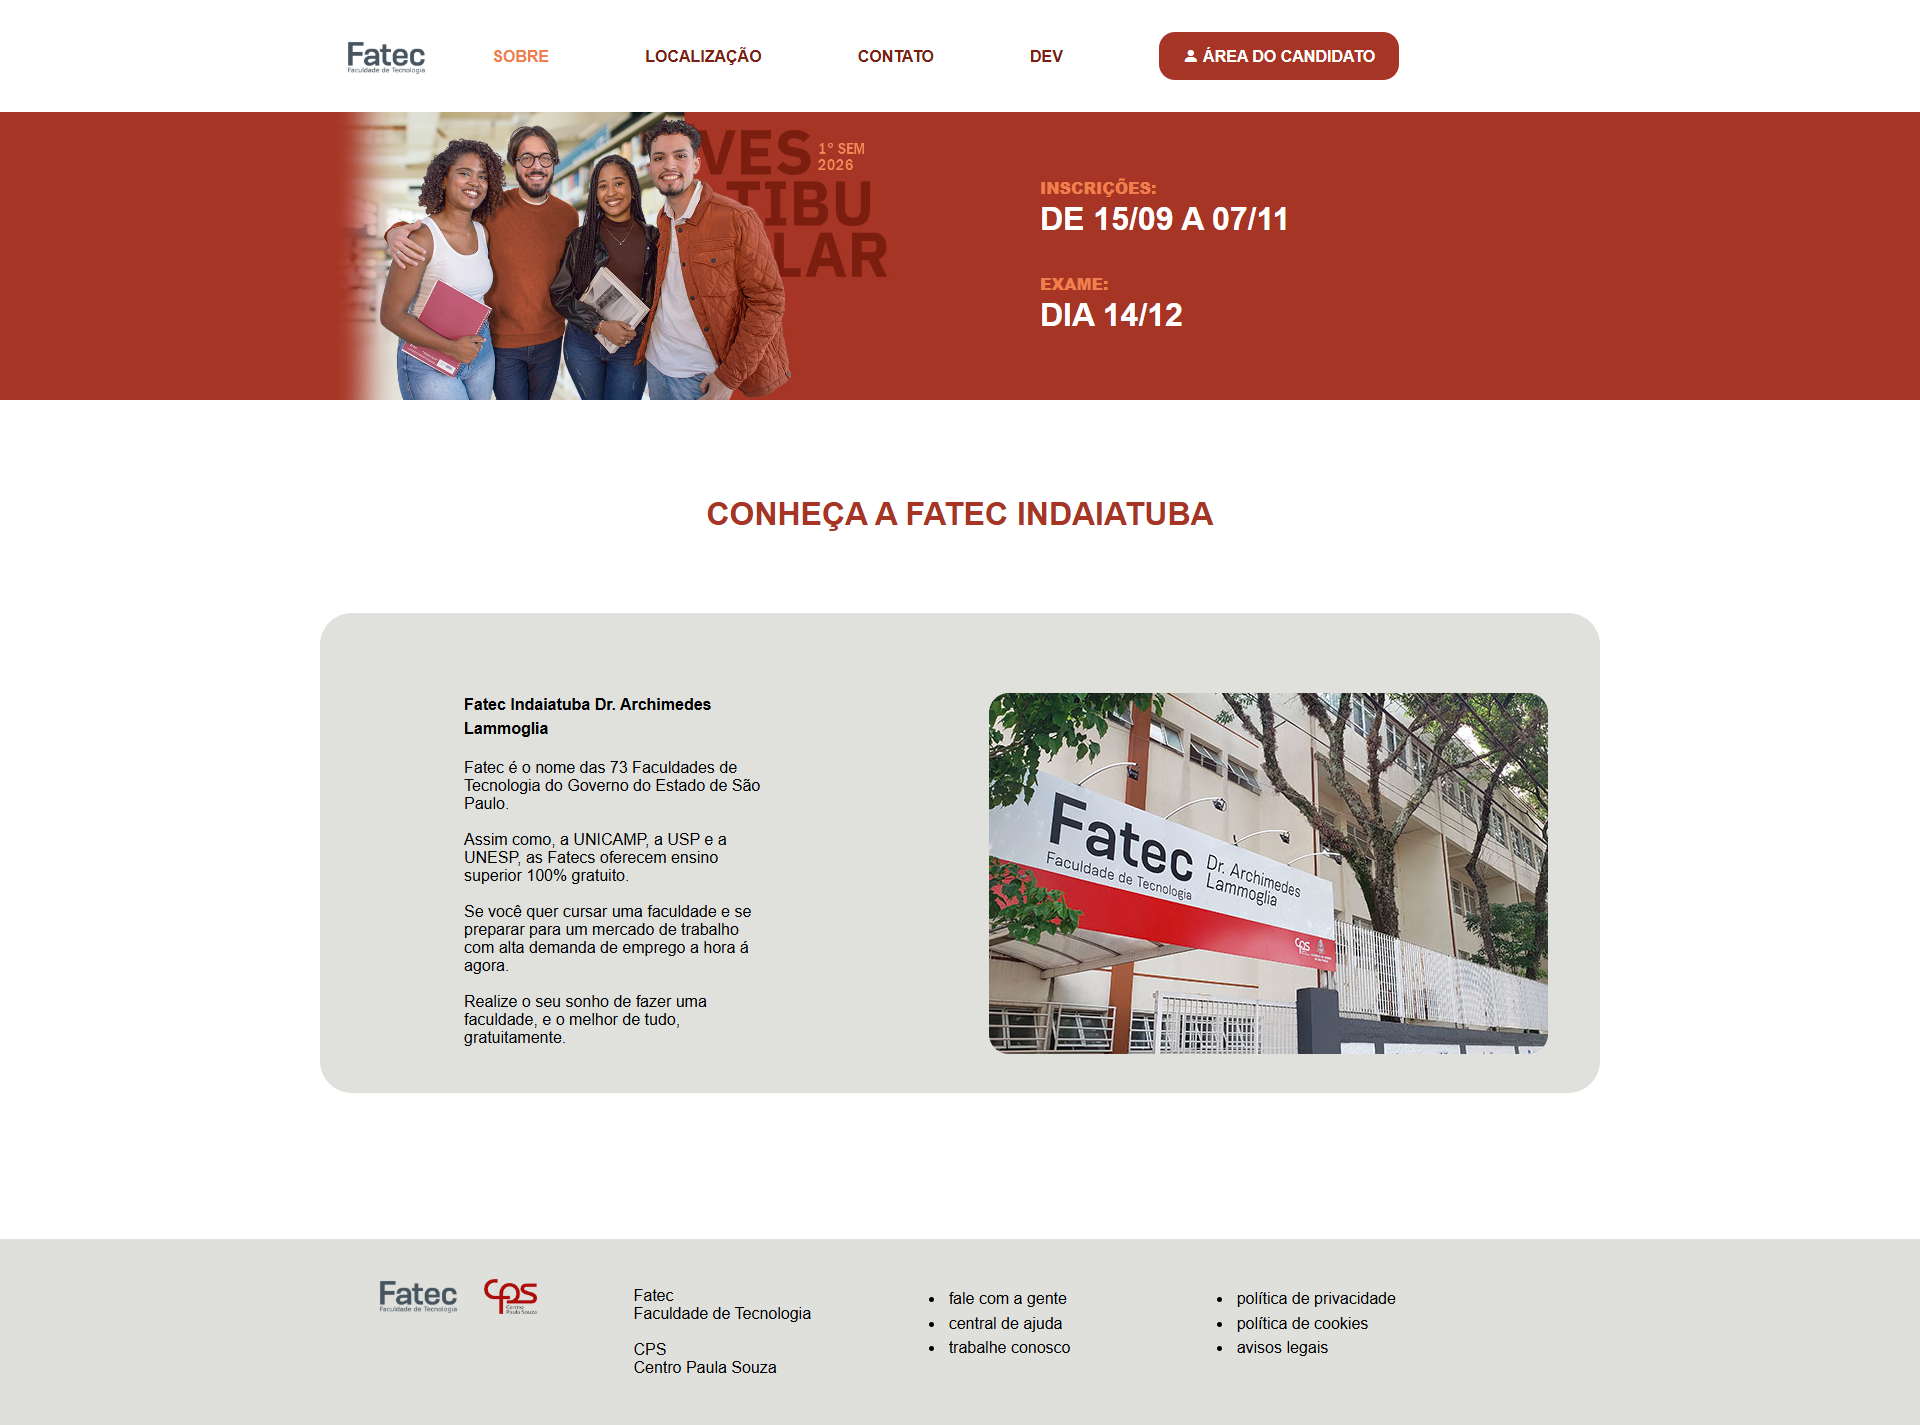 Fatec
Faculdade de Tecnologia
SOBRE
LOCALIZAÇÃO
CONTATO
DEV
ÁREA DO CANDIDATO
VES
TIBU
LAR
1º SEM
2026
INSCRIÇÕES:
DE 15/09 A 07/11
EXAME:
DIA 14/12
CONHEÇA A FATEC INDAIATUBA
Fatec Indaiatuba Dr. Archimedes
Lammoglia
Fatec é o nome das 73 Faculdades de
Tecnologia do Governo do Estado de São
Paulo.
Assim como, a UNICAMP, a USP e a
UNESP, as Fatecs oferecem ensino
superior 100% gratuito.
Se você quer cursar uma faculdade e se
preparar para um mercado de trabalho
com alta demanda de emprego a hora á
agora.
Realize o seu sonho de fazer uma
faculdade, e o melhor de tudo,
gratuitamente.
Fatec
Faculdade de Tecnologia
Dr. Archimedes
Lammoglia
cps
Fatec
Faculdade de Tecnologia
cps
Centro
Paula Souza
Fatec
Faculdade de Tecnologia
CPS
Centro Paula Souza
fale com a gente
central de ajuda
trabalhe conosco
política de privacidade
política de cookies
avisos legais